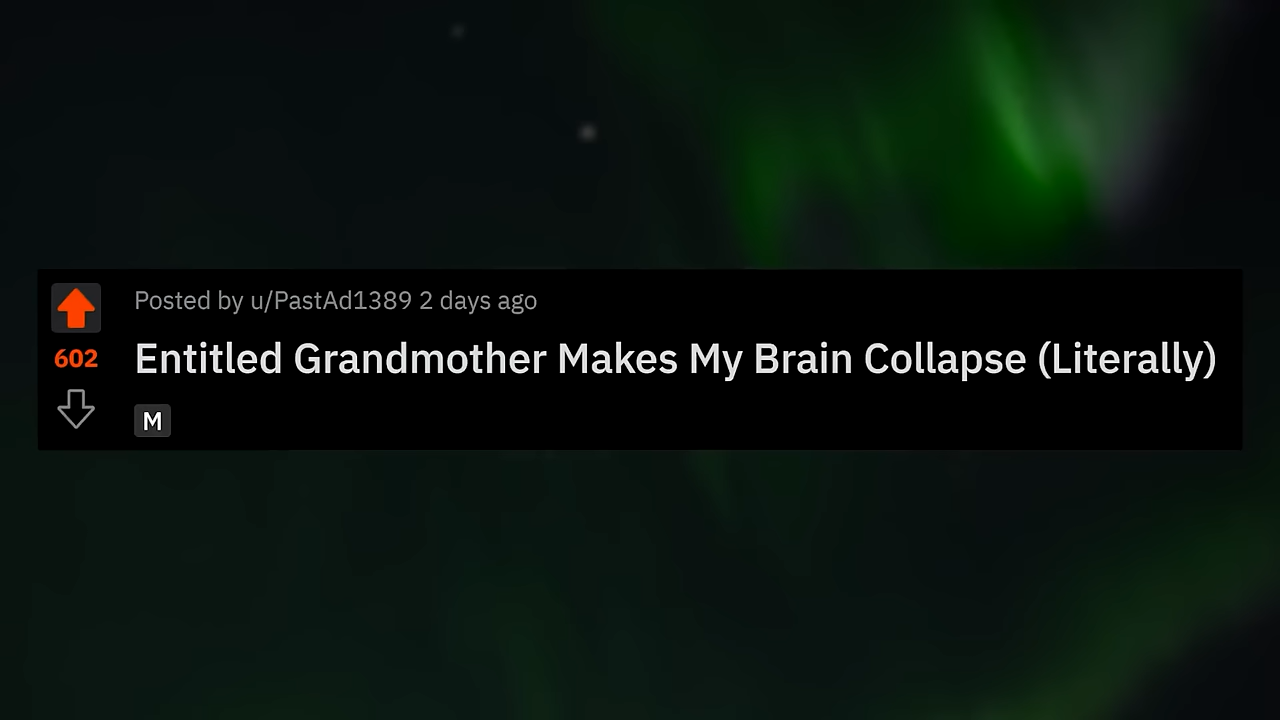 Posted by u/PastAd1389 2 days ago
602
Entitled Grandmother Makes My Brain Collapse (Literally)
M